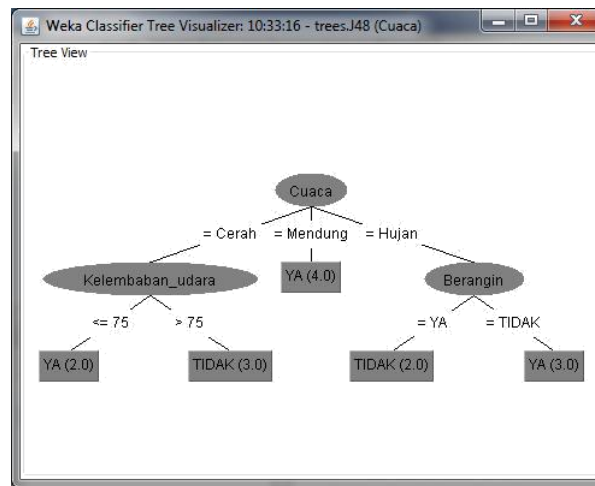 Weka Classifier Tree Visualizer: 10:33:16 - trees.J48 (Cuaca)
Tree View
Cuaca
= Cerah = Mendung = Hujan
Kelembaban_udara YA (4.0) Berangin
<= 75 > 75 = YA = TIDAK
YA (2.0) TIDAK (3.0) TIDAK (2.0) YA (3.0)